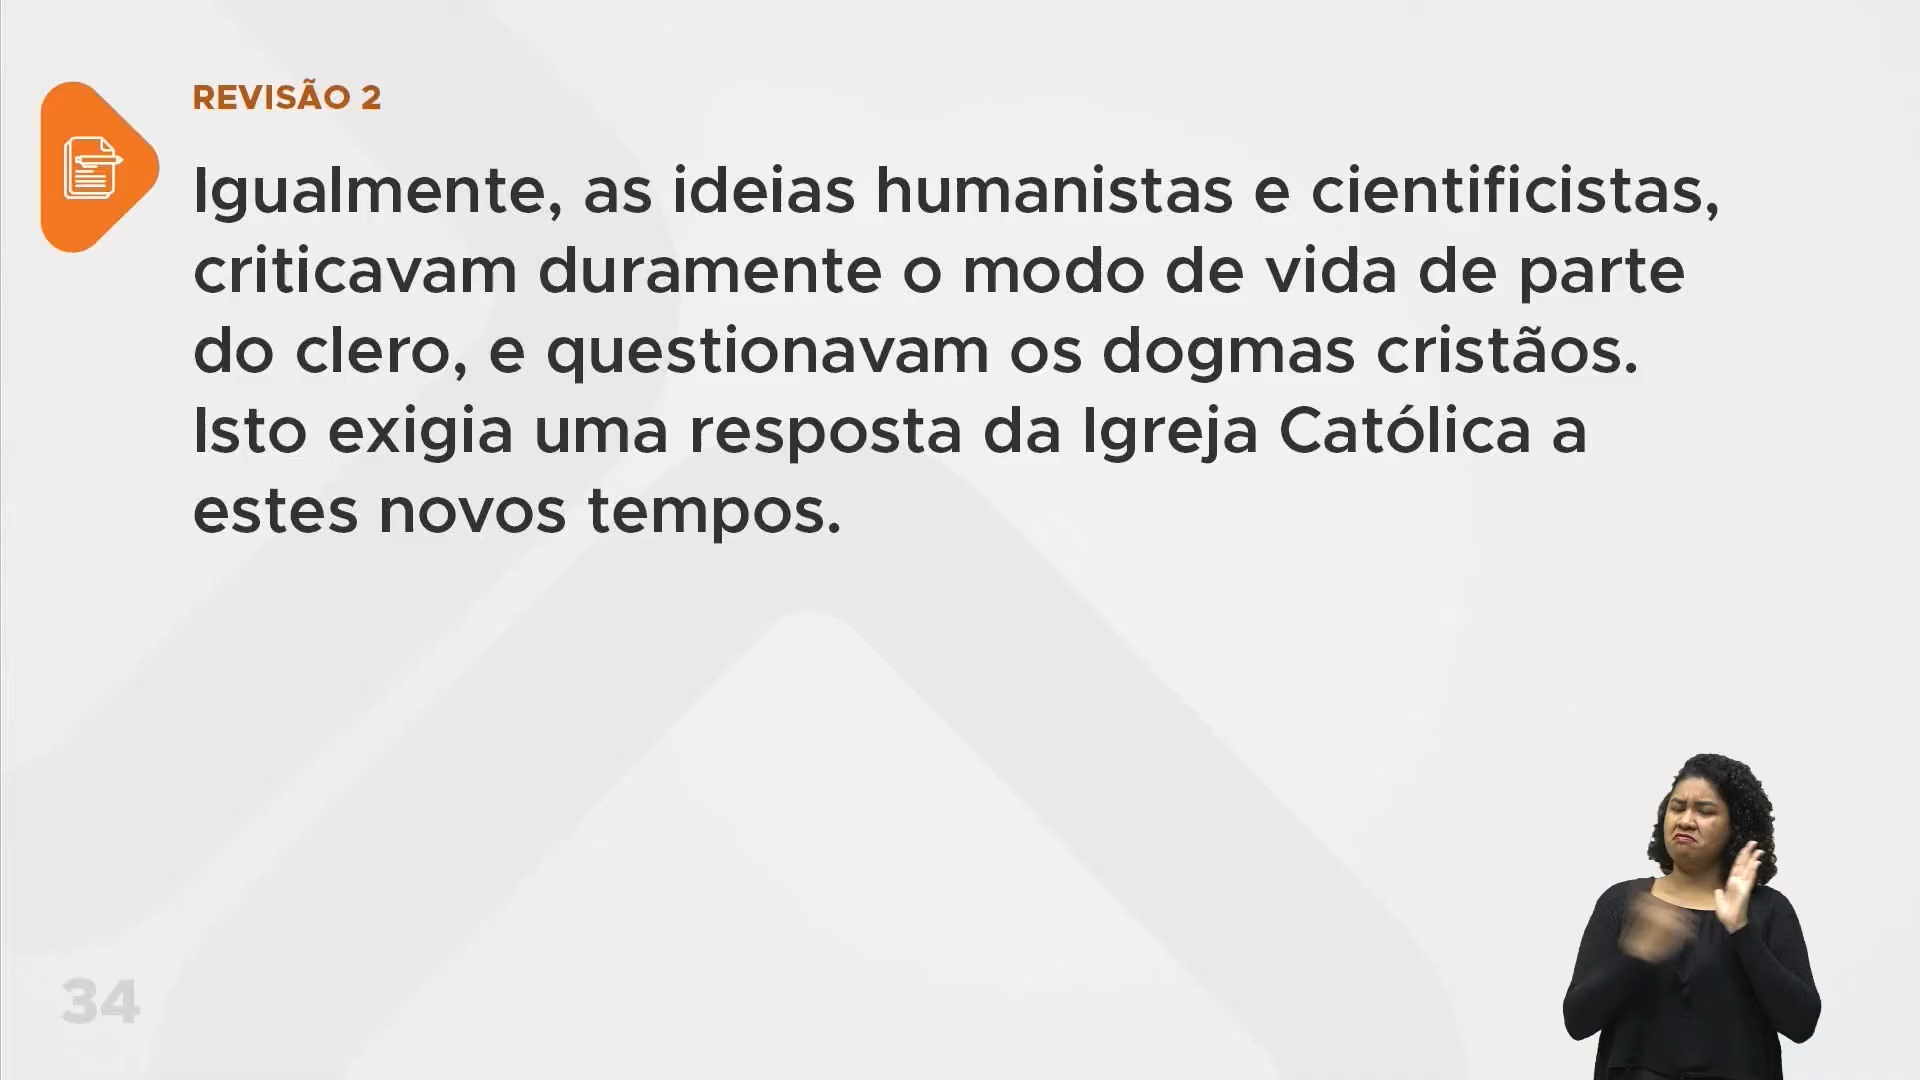 REVISÃO 2
Igualmente, as ideias humanistas e cientificistas,
criticavam duramente o modo de vida de parte
do clero, e questionavam os dogmas cristãos.
Isto exigia uma resposta da Igreja Católica a
estes novos tempos.
34